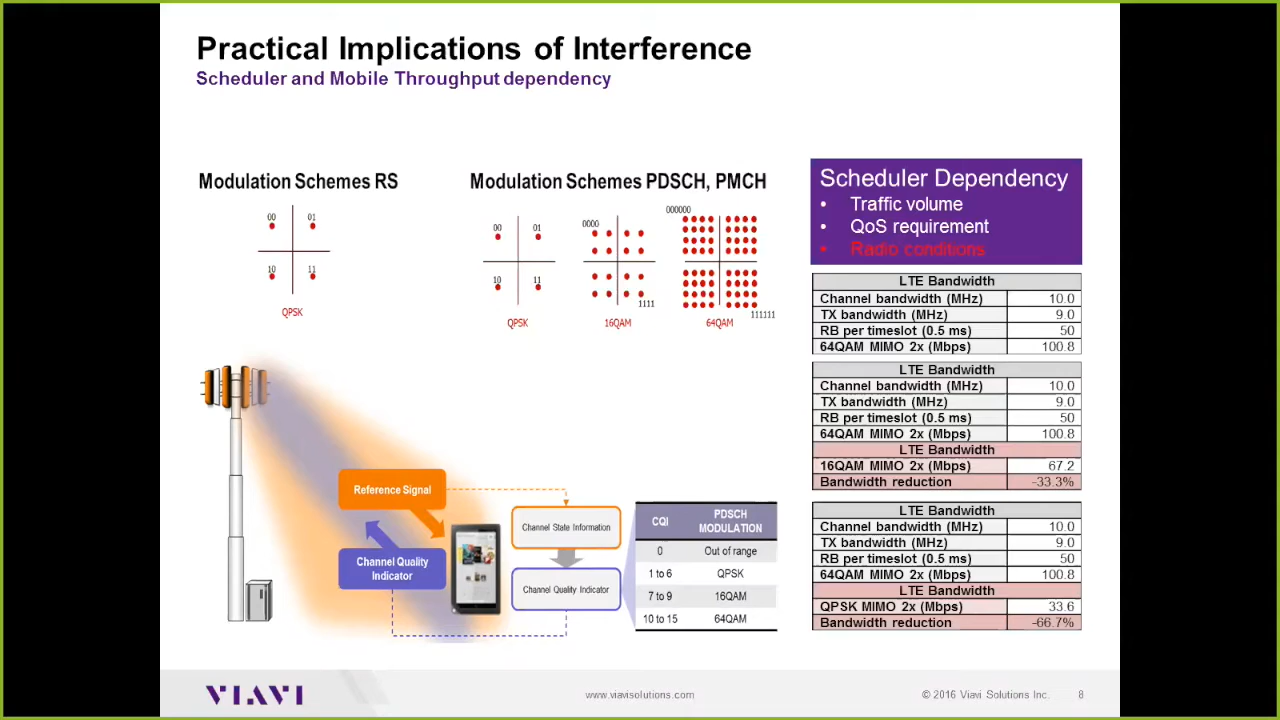 Practical Implications of Interference
Scheduler and Mobile Throughput dependency
Modulation Schemes RS
00 01
10 11
QPSK
Modulation Schemes PDSCH, PMCH
00 01
10 11
QPSK
0000
1111
16QAM
000000
111111
64QAM
Scheduler Dependency
• Traffic volume
• QoS requirement
• Radio conditions
LTE Bandwidth
Channel bandwidth (MHz) 10.0
TX bandwidth (MHz) 9.0
RB per timeslot (0.5 ms) 50
64QAM MIMO 2x (Mbps) 100.8
LTE Bandwidth
Channel bandwidth (MHz) 10.0
TX bandwidth (MHz) 9.0
RB per timeslot (0.5 ms) 50
64QAM MIMO 2x (Mbps) 100.8
LTE Bandwidth
16QAM MIMO 2x (Mbps) 67.2
Bandwidth reduction -33.3%
LTE Bandwidth
Channel bandwidth (MHz) 10.0
TX bandwidth (MHz) 9.0
RB per timeslot (0.5 ms) 50
64QAM MIMO 2x (Mbps) 100.8
LTE Bandwidth
QPSK MIMO 2x (Mbps) 33.6
Bandwidth reduction -66.7%
Reference Signal
Channel Quality
Indicator
Channel State Information
Channel Quality Indicator
CQI PDSCH
MODULATION
0 Out of range
1 to 6 QPSK
7 to 9 16QAM
10 to 15 64QAM
VIAVI
www.viavisolutions.com
© 2016 Viavi Solutions Inc. 8